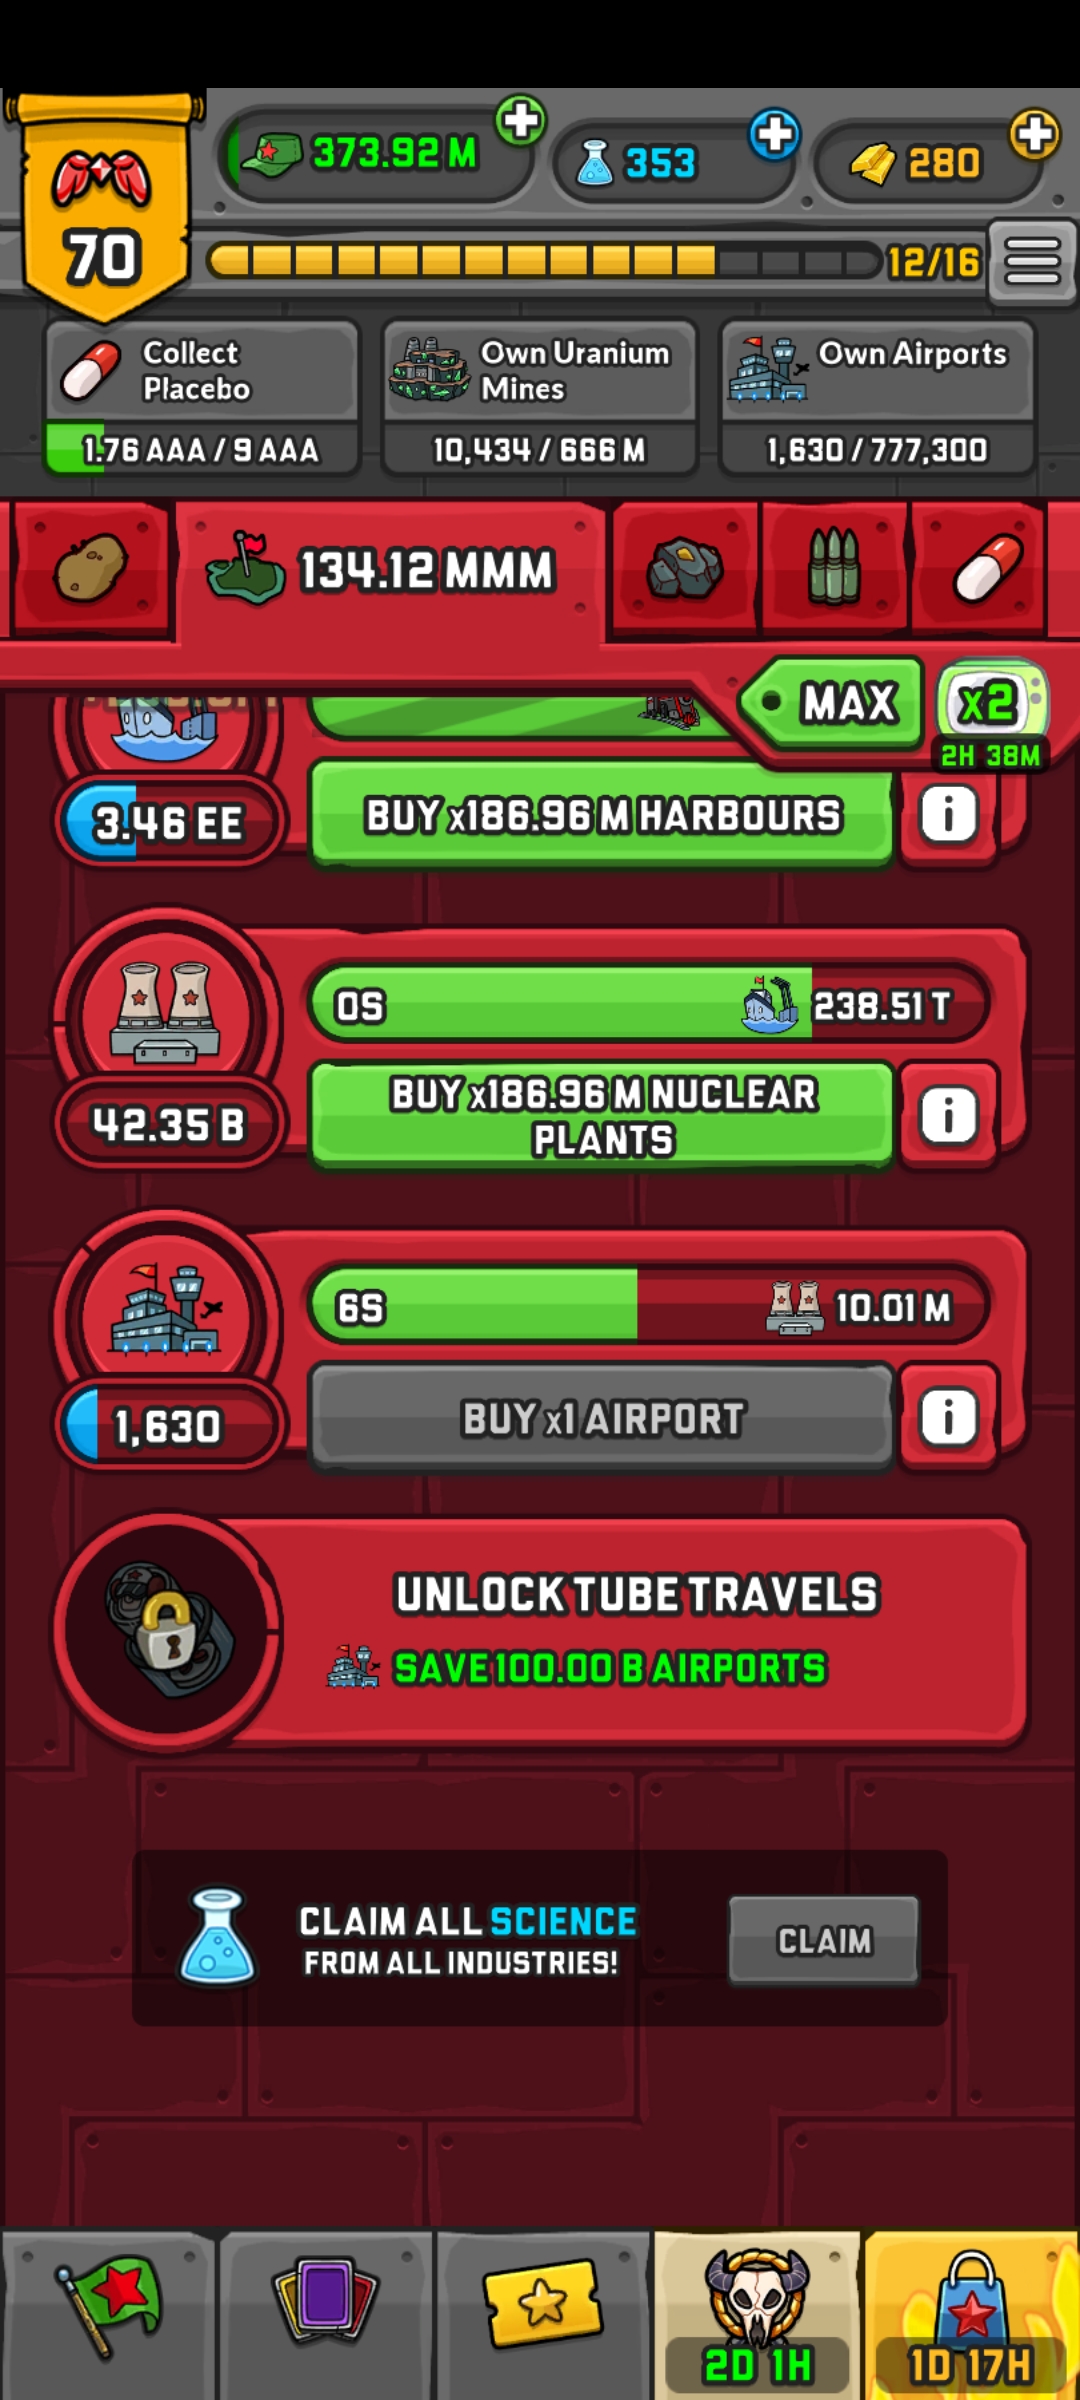 373.92 M
353
280
70
12/16
Collect
Placebo
Own Uranium
Mines
Own Airports
1.76 AAA / 9 AAA
10,434 / 666 M
1,630 / 777,300
134.12 MMM
MAX
x2
2H 38M
3.46 EE
BUY x186.96 M HARBOURS
i
0S
238.51 T
42.35 B
BUY x186.96 M NUCLEAR
PLANTS
i
6S
10.01 M
1,630
BUY x1 AIRPORT
i
UNLOCK TUBE TRAVELS
SAVE 100.00 B AIRPORTS
CLAIM ALL SCIENCE
FROM ALL INDUSTRIES!
CLAIM
2D 1H
1D 17H